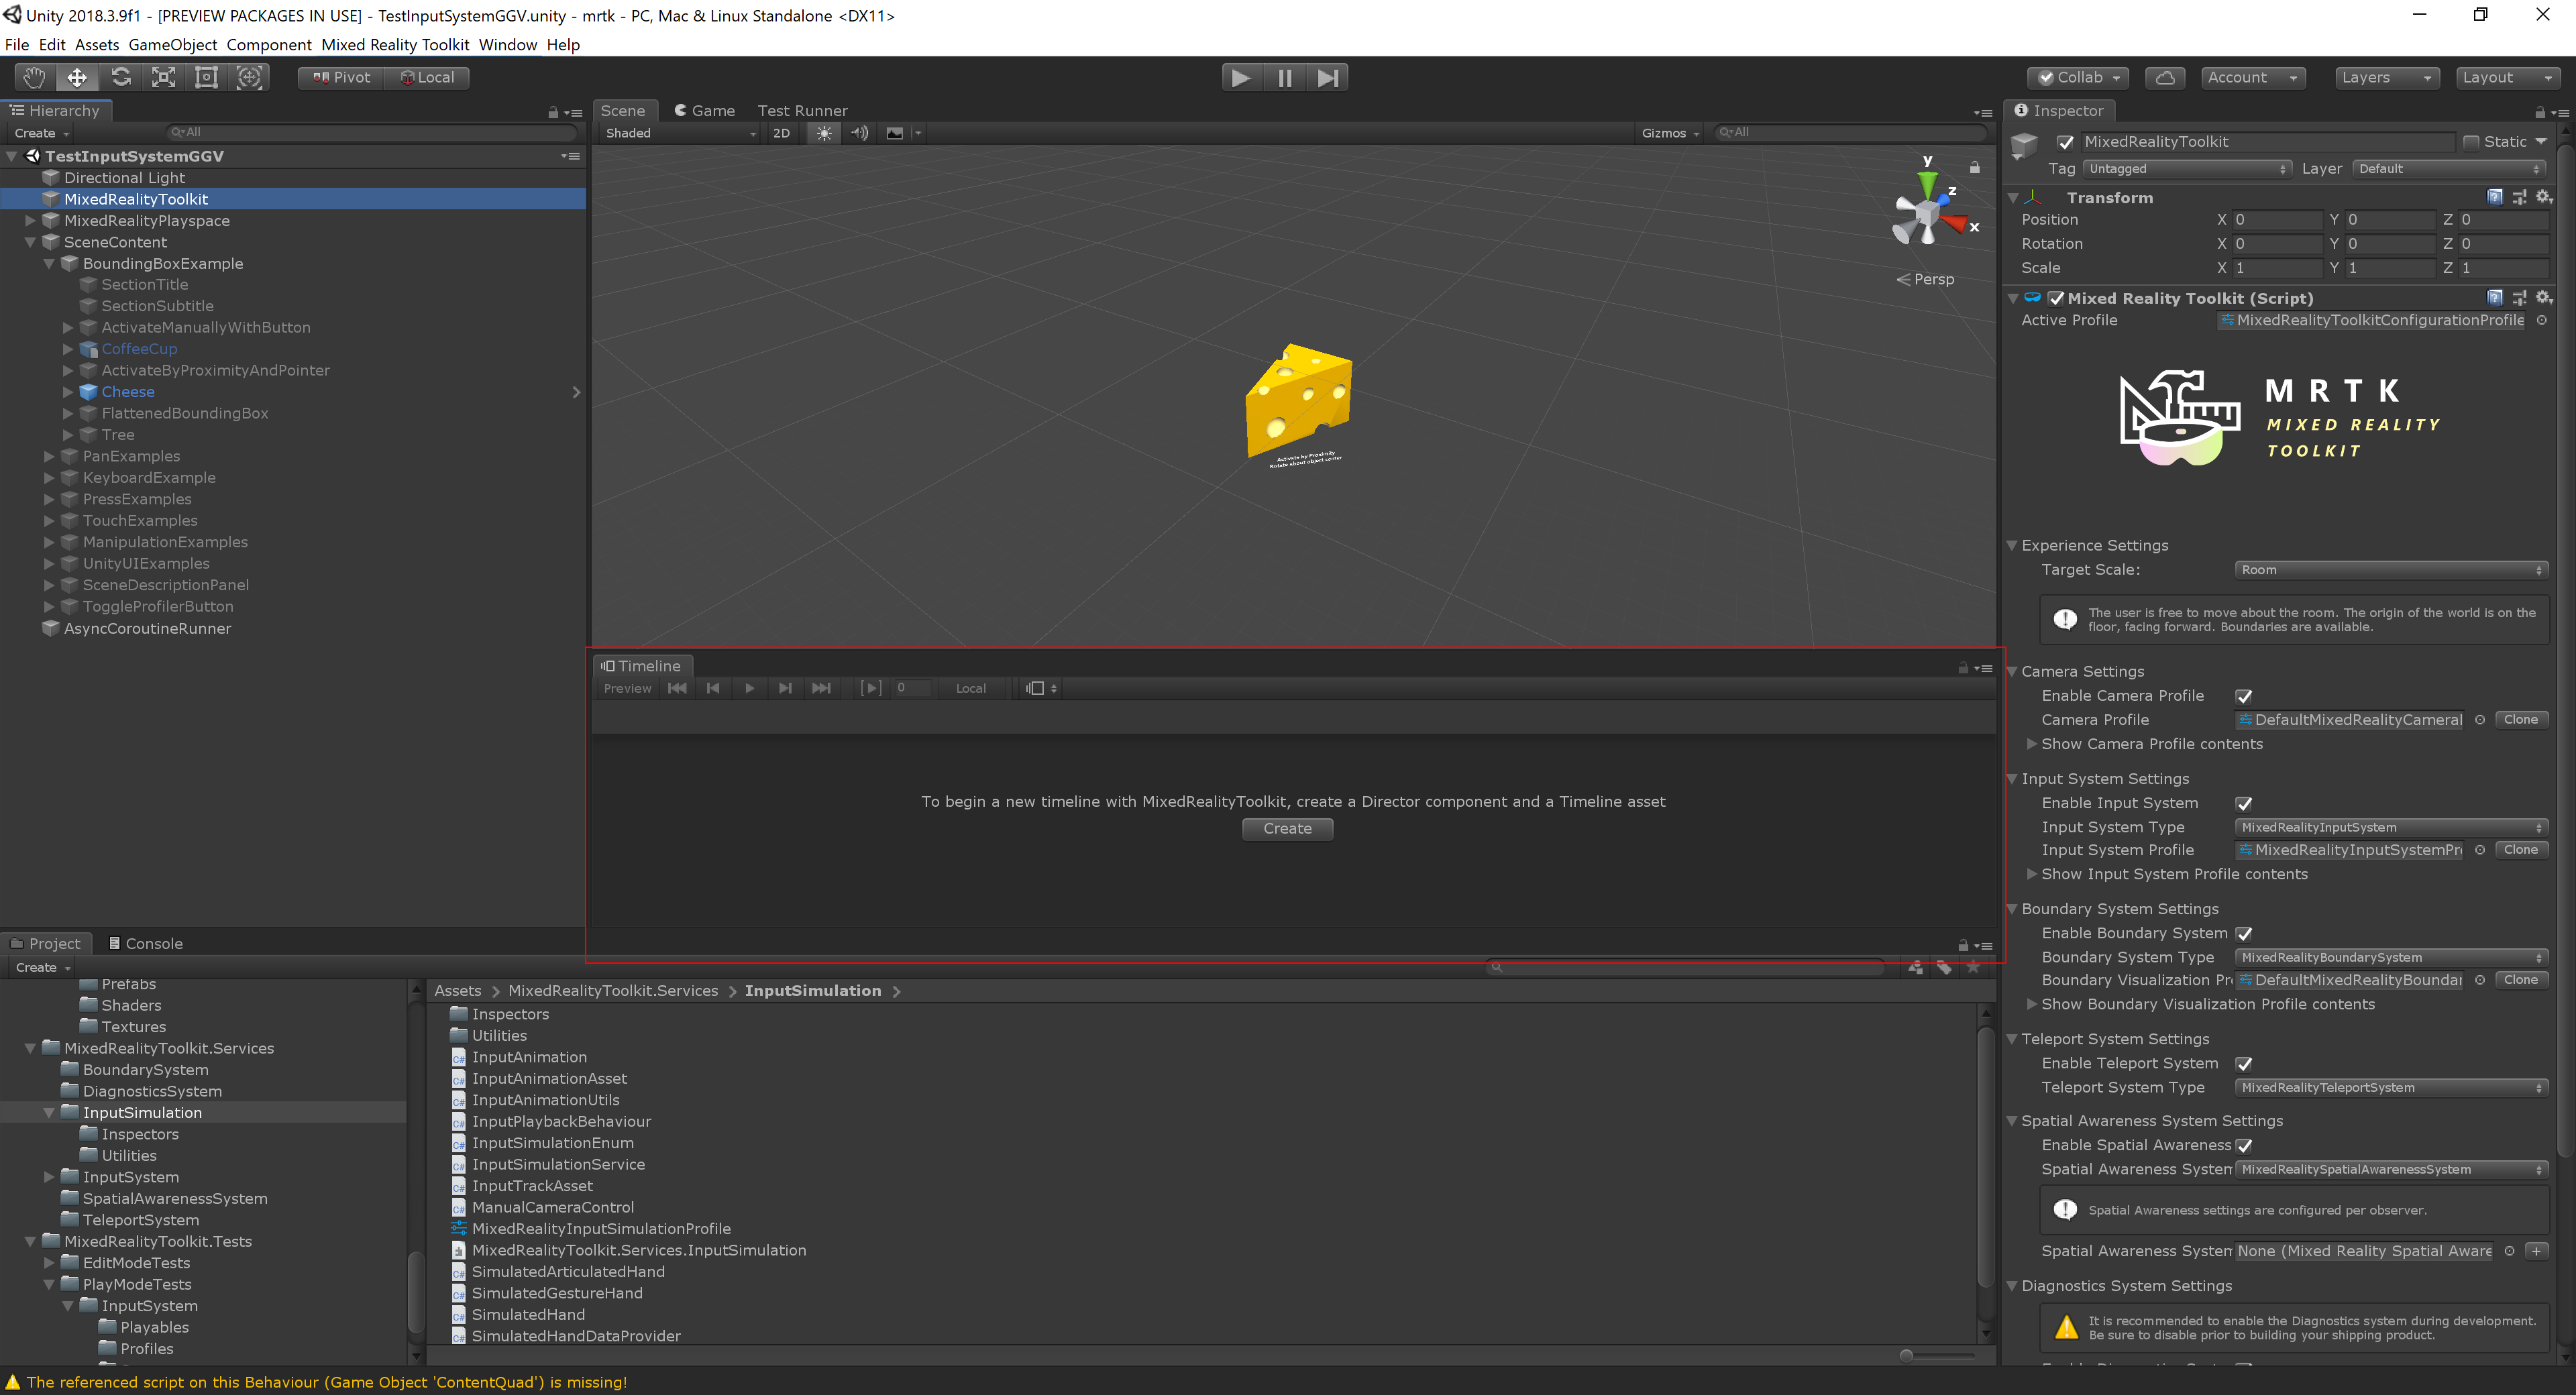 Unity 2018.3.9f1 - [PREVIEW PACKAGES IN USE] - TestInputSystemGGV.unity - mrtk - PC, Mac & Linux Standalone <DX11>
File Edit Assets GameObject Component Mixed Reality Toolkit Window Help
Pivot Local Collab Account Layers Layout
Hierarchy
Create All
TestInputSystemGGV
Directional Light
MixedRealityToolkit
MixedRealityPlayspace
SceneContent
BoundingBoxExample
SectionTitle
SectionSubtitle
ActivateManuallyWithButton
CoffeeCup
ActivateByProximityAndPointer
Cheese
FlattenedBoundingBox
Tree
PanExamples
KeyboardExample
PressExamples
TouchExamples
ManipulationExamples
UnityUIExamples
SceneDescriptionPanel
ToggleProfilerButton
AsyncCoroutineRunner
Scene Game Test Runner
Shaded 2D Gizmos All
y
z
x
Persp
Activate by Proximity
Rotate about object center
Timeline
Preview 0 Local
To begin a new timeline with MixedRealityToolkit, create a Director component and a Timeline asset
Create
Project Console
Create
Prefabs
Shaders
Textures
MixedRealityToolkit.Services
BoundarySystem
DiagnosticsSystem
InputSimulation
Inspectors
Utilities
InputSystem
SpatialAwarenessSystem
TeleportSystem
MixedRealityToolkit.Tests
EditModeTests
PlayModeTests
InputSystem
Playables
Profiles
Assets > MixedRealityToolkit.Services > InputSimulation >
Inspectors
Utilities
InputAnimation
InputAnimationAsset
InputAnimationUtils
InputPlaybackBehaviour
InputSimulationEnum
InputSimulationService
InputTrackAsset
ManualCameraControl
MixedRealityInputSimulationProfile
MixedRealityToolkit.Services.InputSimulation
SimulatedArticulatedHand
SimulatedGestureHand
SimulatedHand
SimulatedHandDataProvider
Inspector
MixedRealityToolkit Static
Tag Untagged Layer Default
Transform
Position X 0 Y 0 Z 0
Rotation X 0 Y 0 Z 0
Scale X 1 Y 1 Z 1
Mixed Reality Toolkit (Script)
Active Profile MixedRealityToolkitConfigurationProfile
MRTK
MIXED REALITY
TOOLKIT
Experience Settings
Target Scale: Room
The user is free to move about the room. The origin of the world is on the
floor, facing forward. Boundaries are available.
Camera Settings
Enable Camera Profile
Camera Profile DefaultMixedRealityCameral Clone
Show Camera Profile contents
Input System Settings
Enable Input System
Input System Type MixedRealityInputSystem
Input System Profile MixedRealityInputSystemPr Clone
Show Input System Profile contents
Boundary System Settings
Enable Boundary System
Boundary System Type MixedRealityBoundarySystem
Boundary Visualization Pr DefaultMixedRealityBoundar Clone
Show Boundary Visualization Profile contents
Teleport System Settings
Enable Teleport System
Teleport System Type MixedRealityTeleportSystem
Spatial Awareness System Settings
Enable Spatial Awareness
Spatial Awareness System MixedRealitySpatialAwarenessSystem
Spatial Awareness settings are configured per observer.
Spatial Awareness System None (Mixed Reality Spatial Aware
Diagnostics System Settings
It is recommended to enable the Diagnostics system during development.
Be sure to disable prior to building your shipping product.
The referenced script on this Behaviour (Game Object 'ContentQuad') is missing!